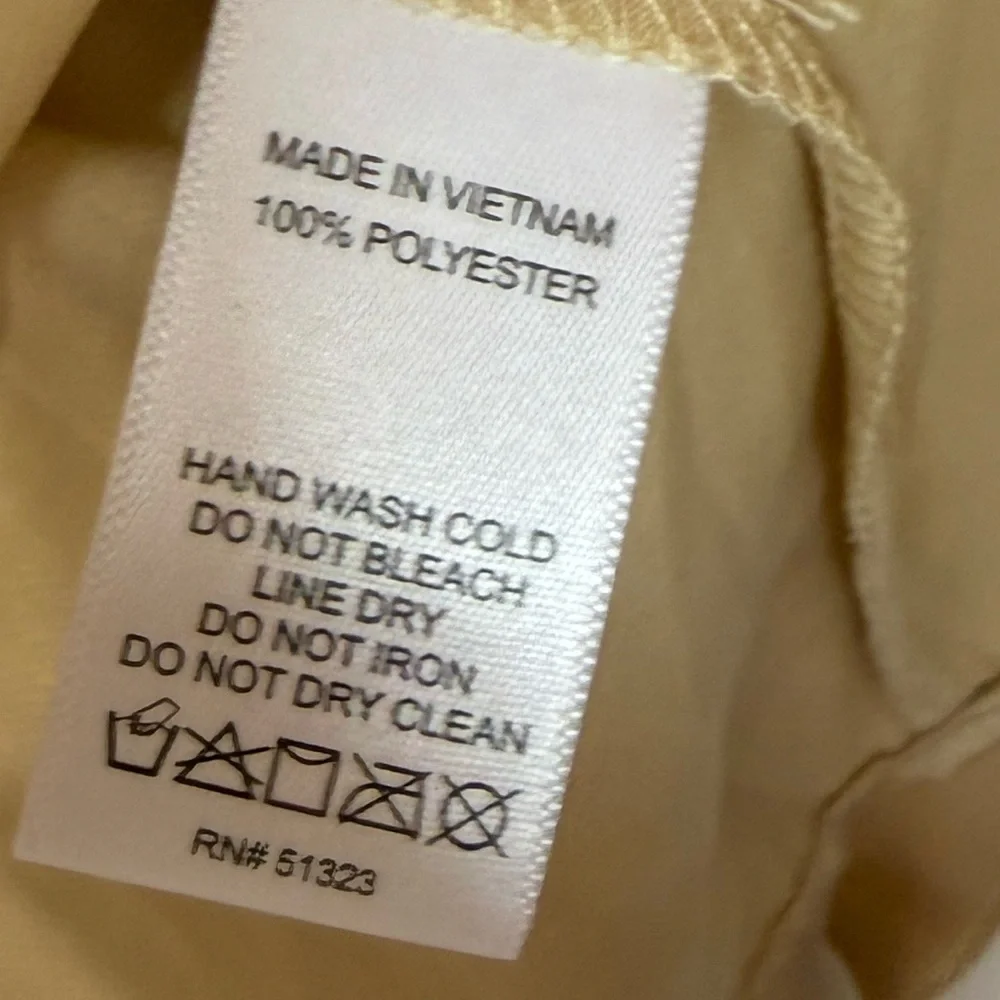 MADE IN VIETNAM
100% POLYESTER
HAND WASH COLD
DO NOT BLEACH
LINE DRY
DO NOT IRON
DO NOT DRY CLEAN
RN# 51323